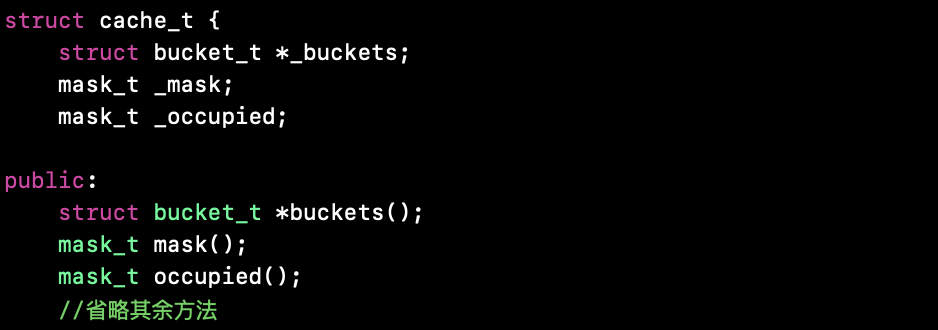 struct cache_t {
    struct bucket_t *_buckets;
    mask_t _mask;
    mask_t _occupied;

public:
    struct bucket_t *buckets();
    mask_t mask();
    mask_t occupied();
    //省略其余方法